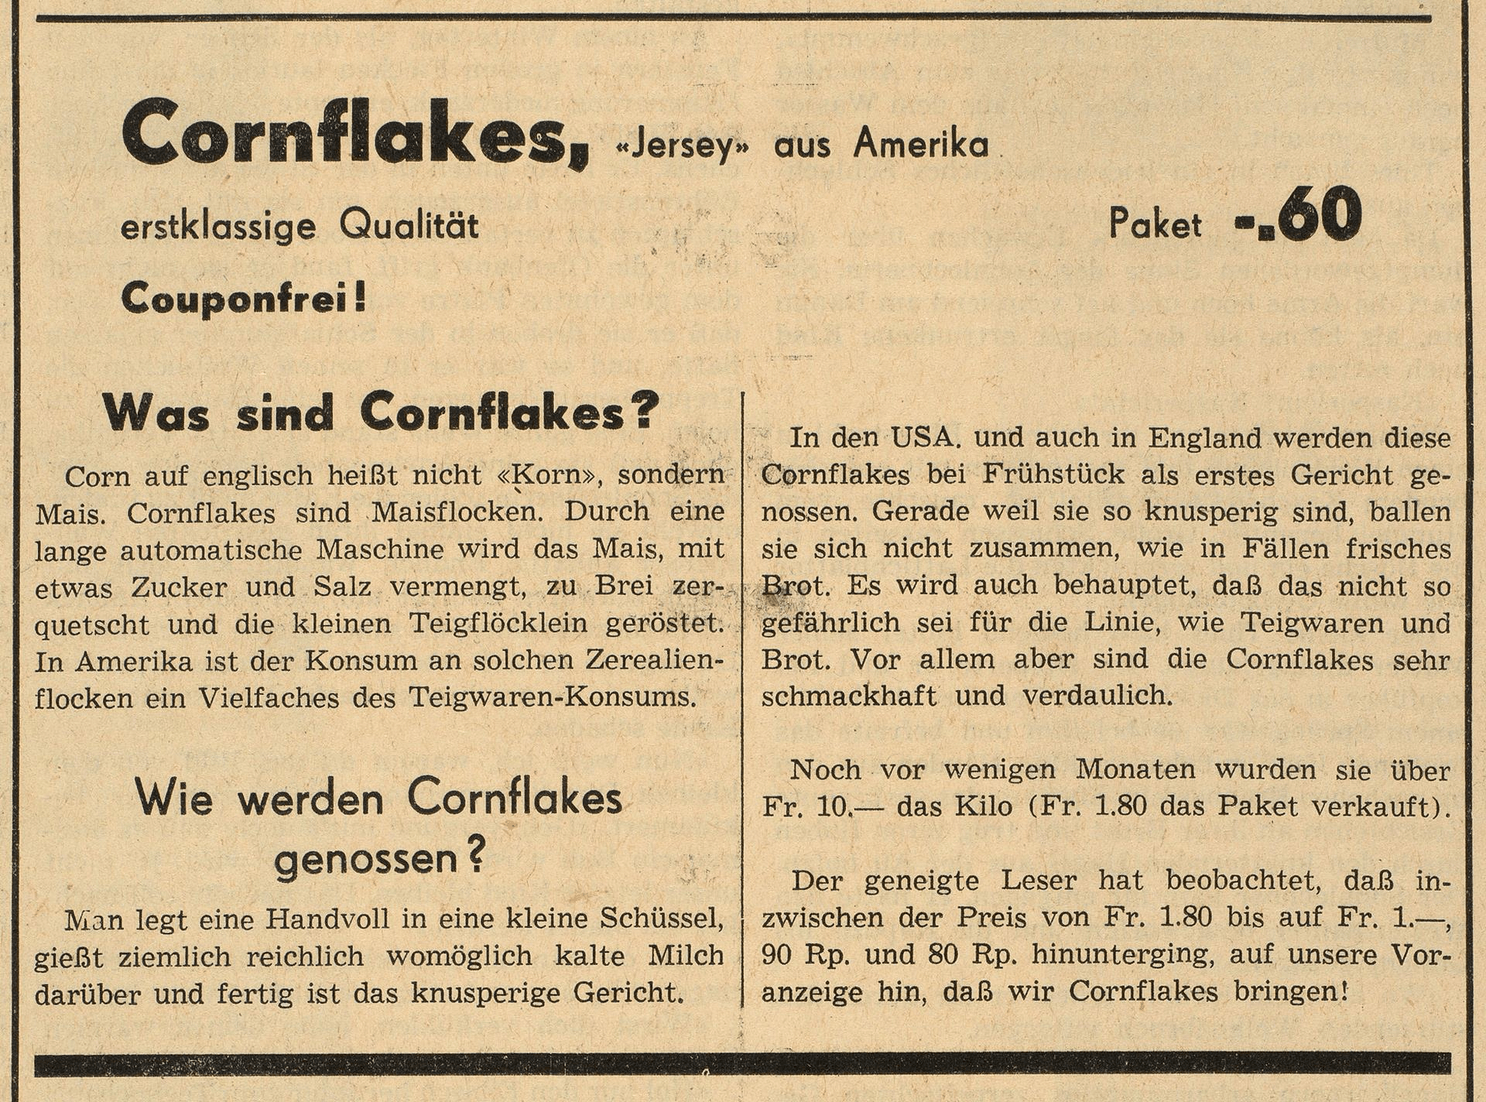 Cornflakes, «Jersey» aus Amerika
erstklassige Qualität
Paket -.60
Couponfrei!
Was sind Cornflakes?
Corn auf englisch heißt nicht «Korn», sondern
Mais. Cornflakes sind Maisflocken. Durch eine
lange automatische Maschine wird das Mais, mit
etwas Zucker und Salz vermengt, zu Brei zer-
quetscht und die kleinen Teigflöcklein geröstet.
In Amerika ist der Konsum an solchen Zerealien-
flocken ein Vielfaches des Teigwaren-Konsums.
Wie werden Cornflakes
genossen?
Man legt eine Handvoll in eine kleine Schüssel,
gießt ziemlich reichlich womöglich kalte Milch
darüber und fertig ist das knusperige Gericht.
In den USA. und auch in England werden diese
Cornflakes bei Frühstück als erstes Gericht ge-
nossen. Gerade weil sie so knusperig sind, ballen
sie sich nicht zusammen, wie in Fällen frisches
Brot. Es wird auch behauptet, daß das nicht so
gefährlich sei für die Linie, wie Teigwaren und
Brot. Vor allem aber sind die Cornflakes sehr
schmackhaft und verdaulich.
Noch vor wenigen Monaten wurden sie über
Fr. 10.— das Kilo (Fr. 1.80 das Paket verkauft).
Der geneigte Leser hat beobachtet, daß in-
zwischen der Preis von Fr. 1.80 bis auf Fr. 1.—,
90 Rp. und 80 Rp. hinunterging, auf unsere Vor-
anzeige hin, daß wir Cornflakes bringen!